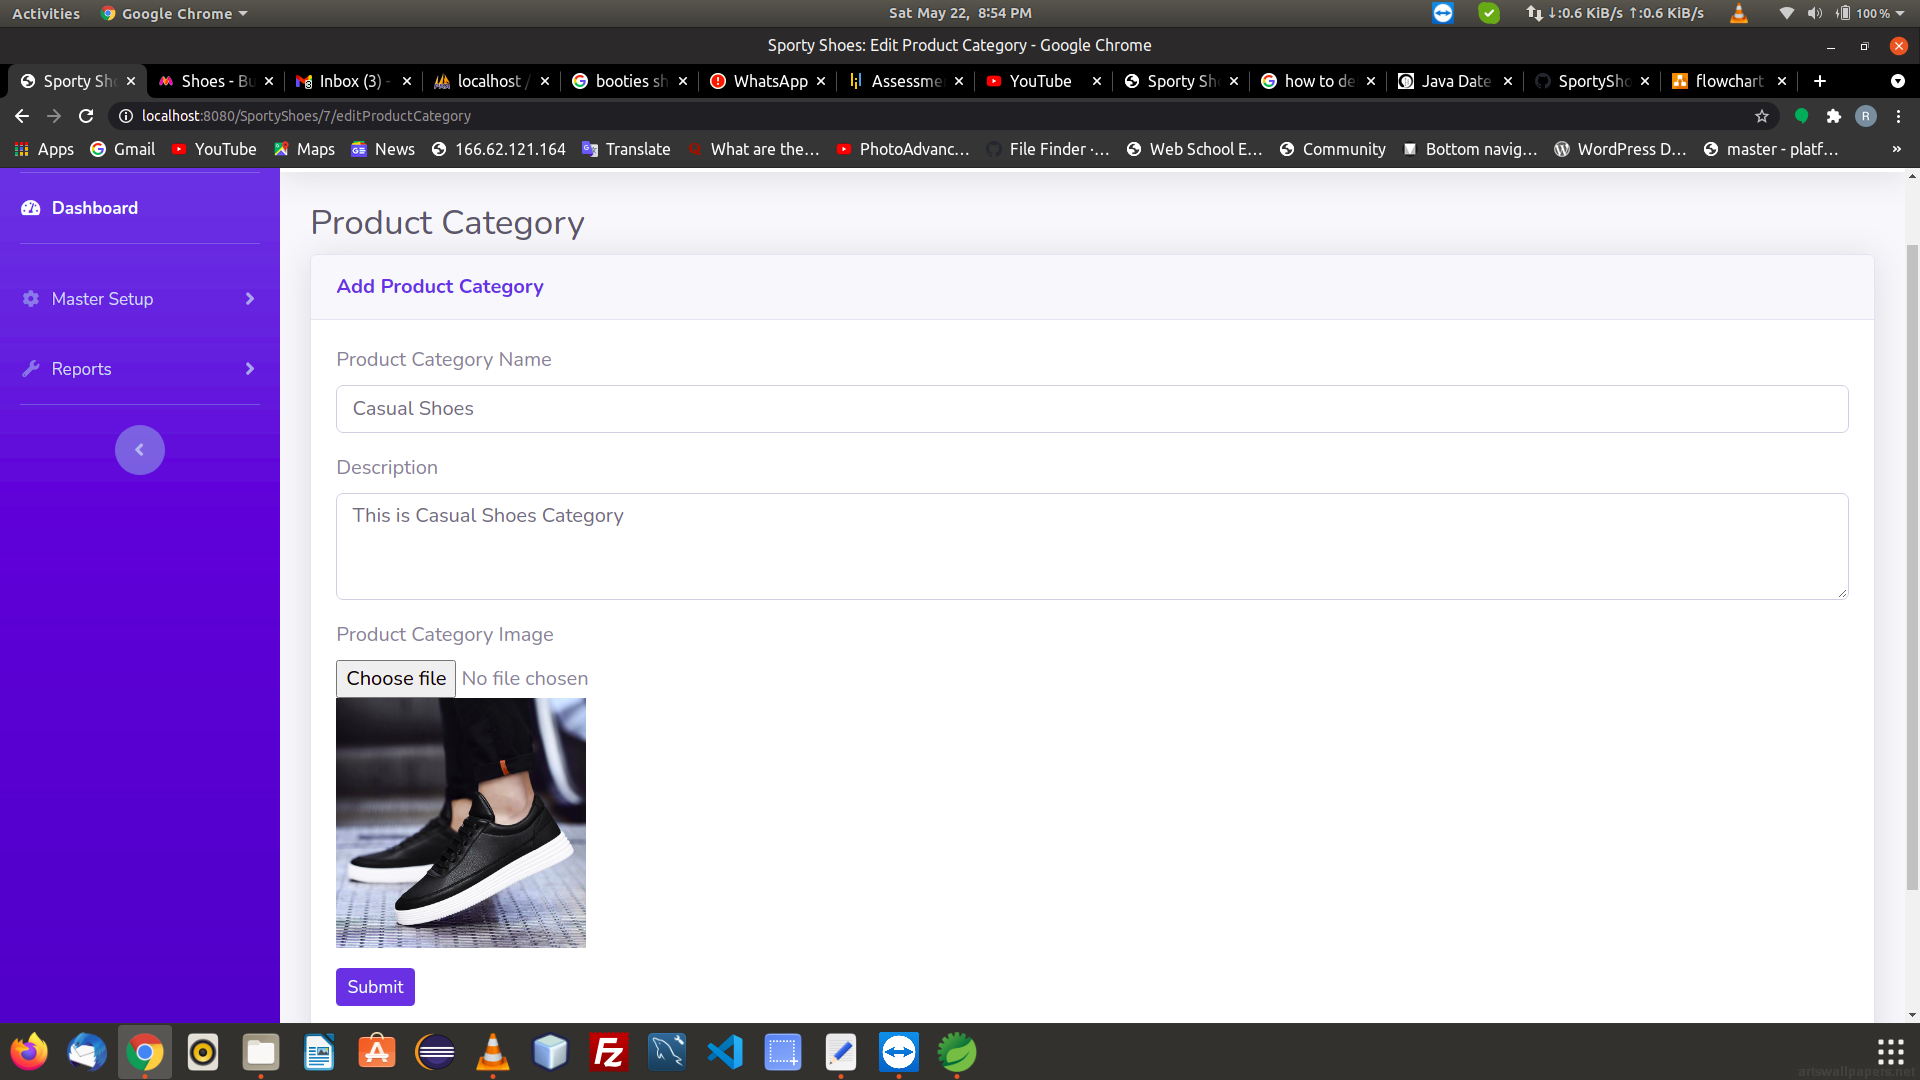 Activities Google Chrome Sat May 22, 8:54 PM ↓:0.6 KiB/s ↑:0.6 KiB/s 100 %
Sporty Shoes: Edit Product Category - Google Chrome
Sporty Sh Shoes - Bu Inbox (3) - localhost / booties sh WhatsApp Assessme YouTube Sporty Sh how to de Java Date SportySho flowchart
localhost:8080/SportyShoes/7/editProductCategory R
Apps Gmail YouTube Maps News 166.62.121.164 Translate What are the... PhotoAdvanc... File Finder ·... Web School E... Community Bottom navig... WordPress D... master - platf... »
Dashboard
Master Setup
Reports
Product Category
Add Product Category
Product Category Name
Casual Shoes
Description
This is Casual Shoes Category
Product Category Image
Choose file No file chosen
Submit
Fz
artswallpapers.net